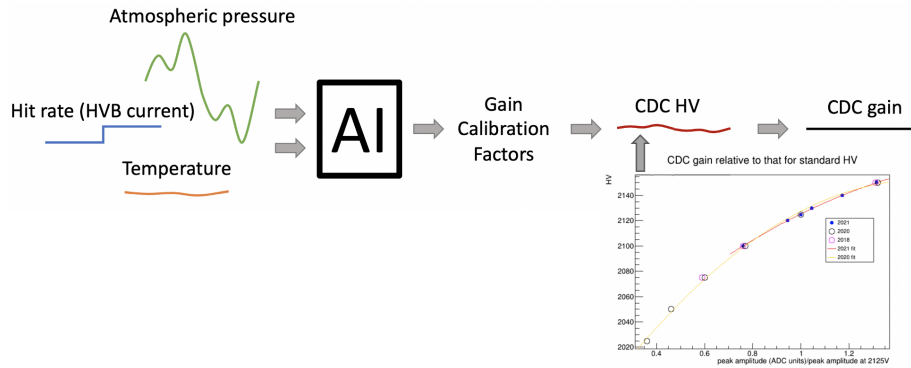 Atmospheric pressure
Hit rate (HVB current)
Temperature
AI
Gain
Calibration
Factors
CDC HV
CDC gain
CDC gain relative to that for standard HV
HV
2140
2120
2100
2080
2060
2040
2020
2021
2020
2018
2021 fit
2020 fit
0.4 0.6 0.8 1 1.2
peak amplitude (ADC units)/peak amplitude at 2125V